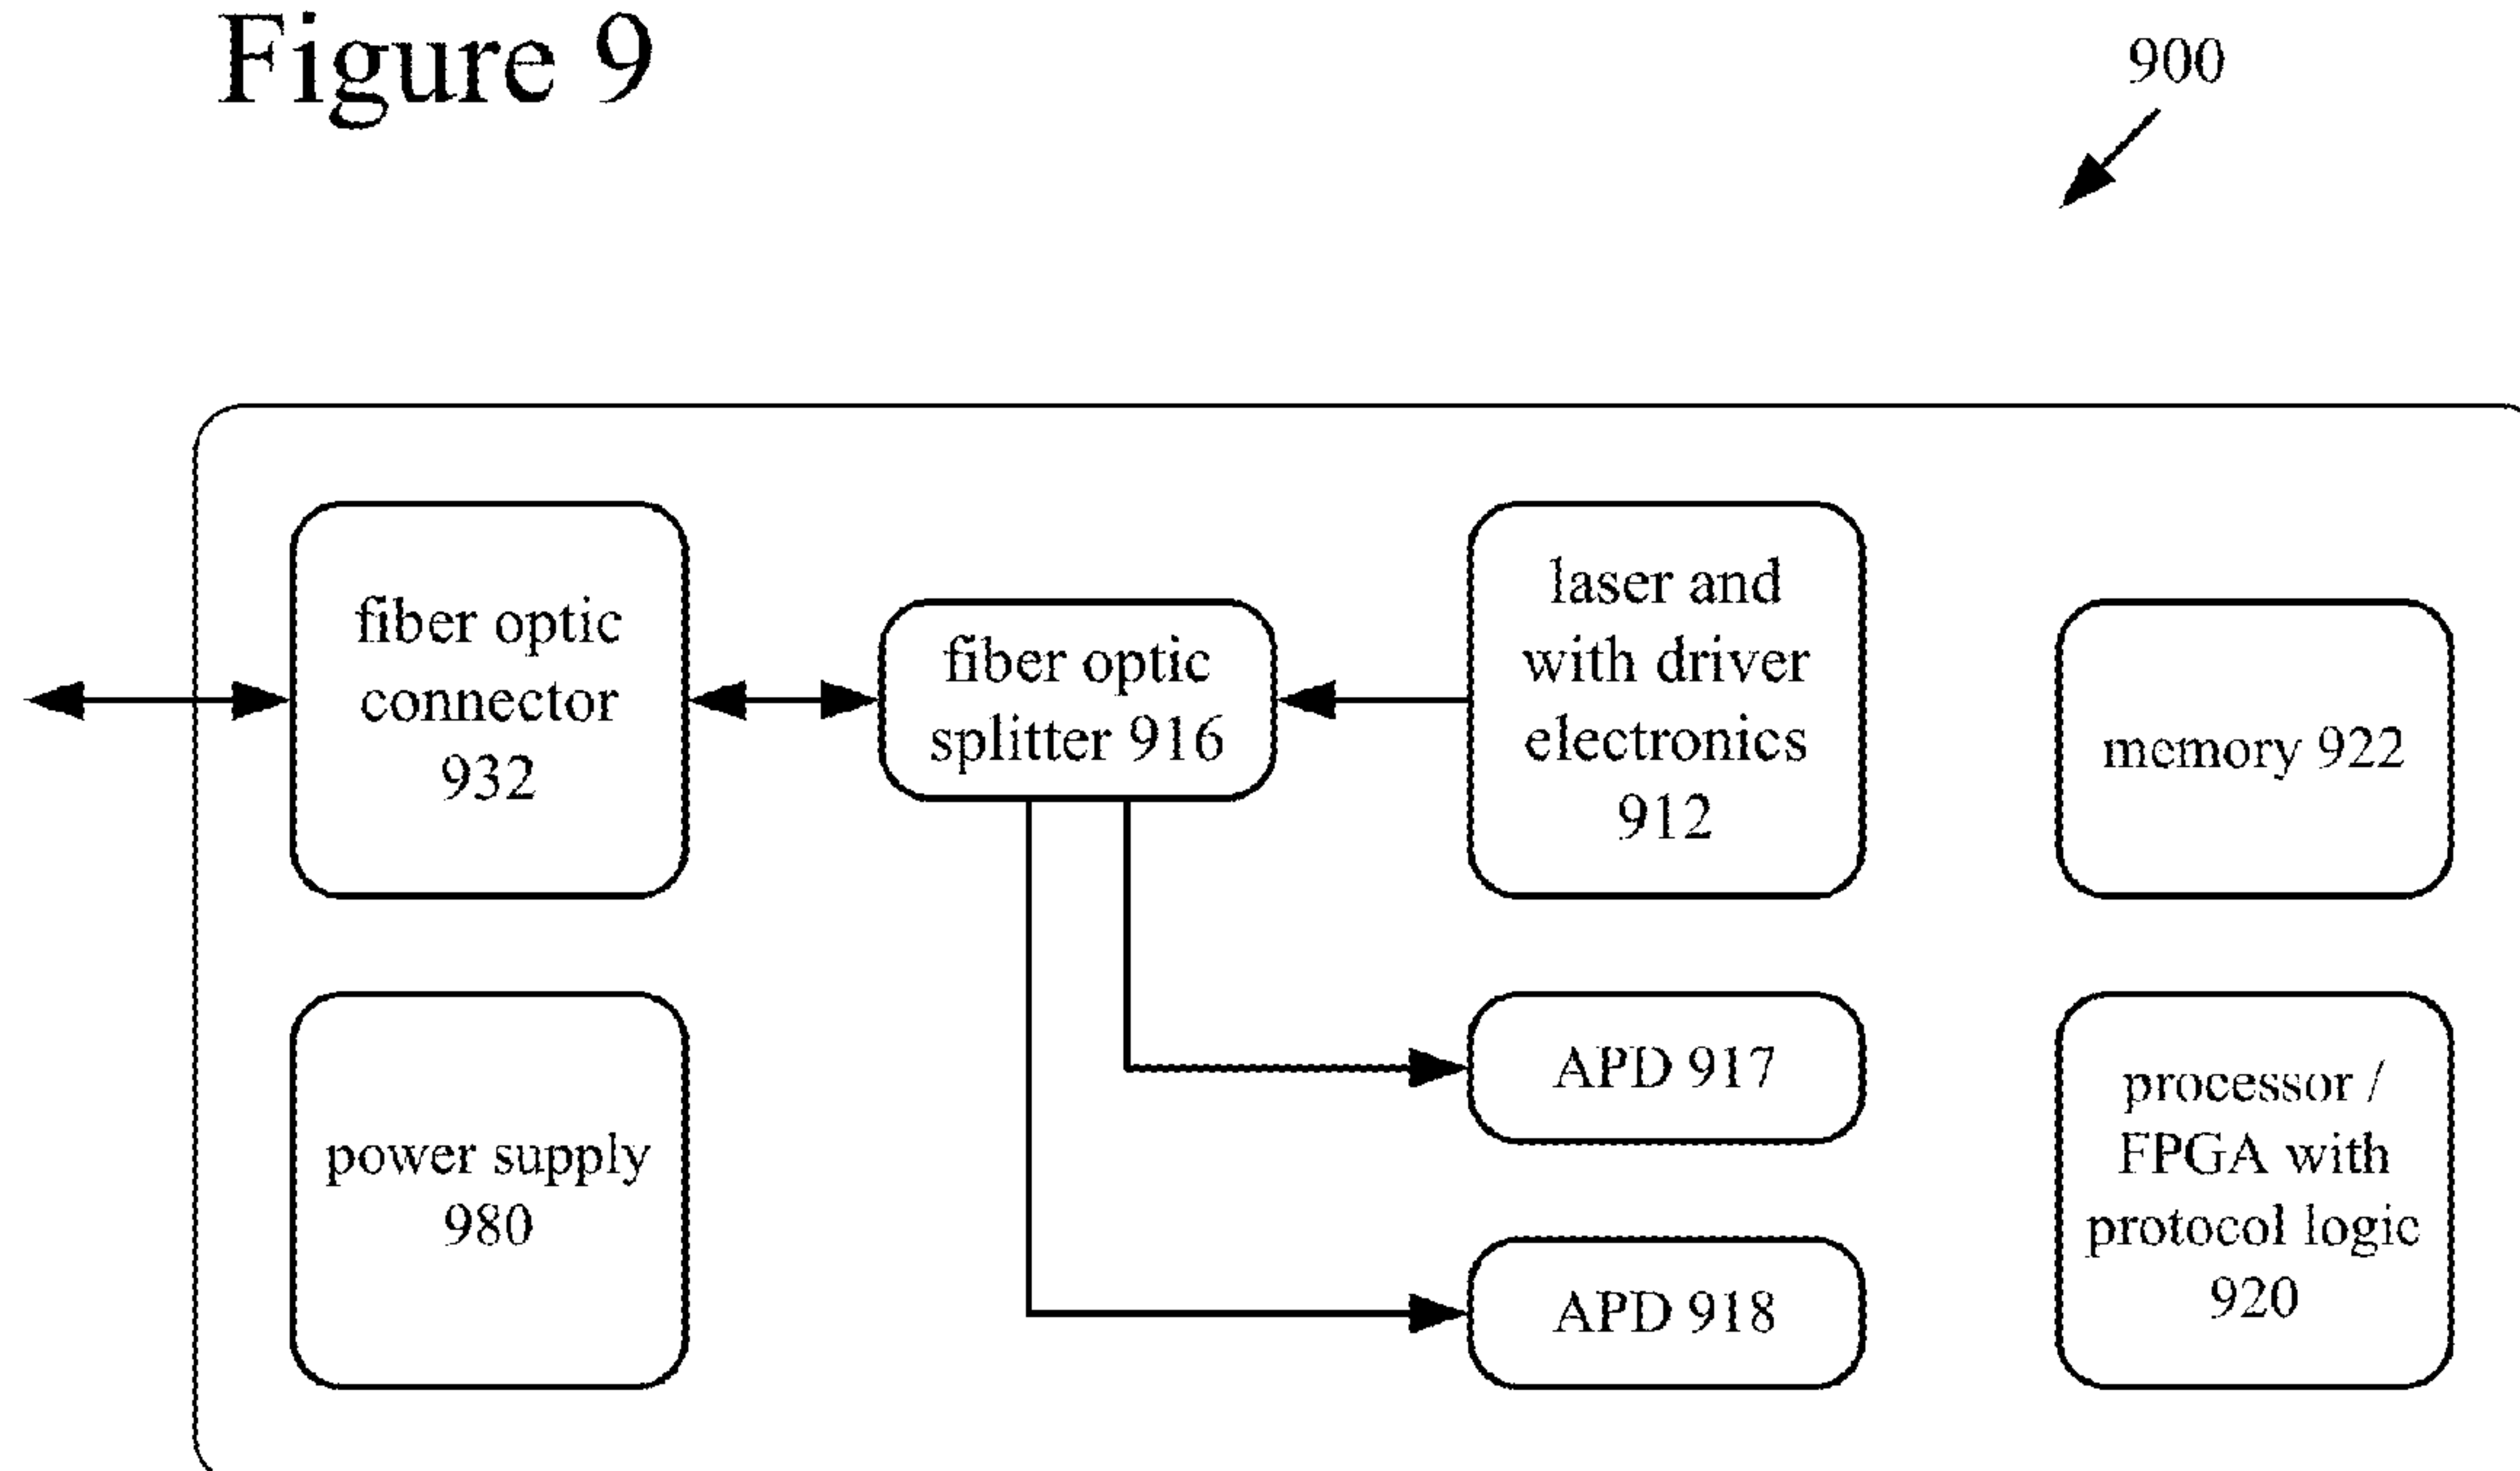 Figure 9
900
fiber optic
connector
932
fiber optic
splitter 916
laser and
with driver
electronics
912
memory 922
power supply
980
APD 917
APD 918
processor /
FPGA with
protocol logic
920